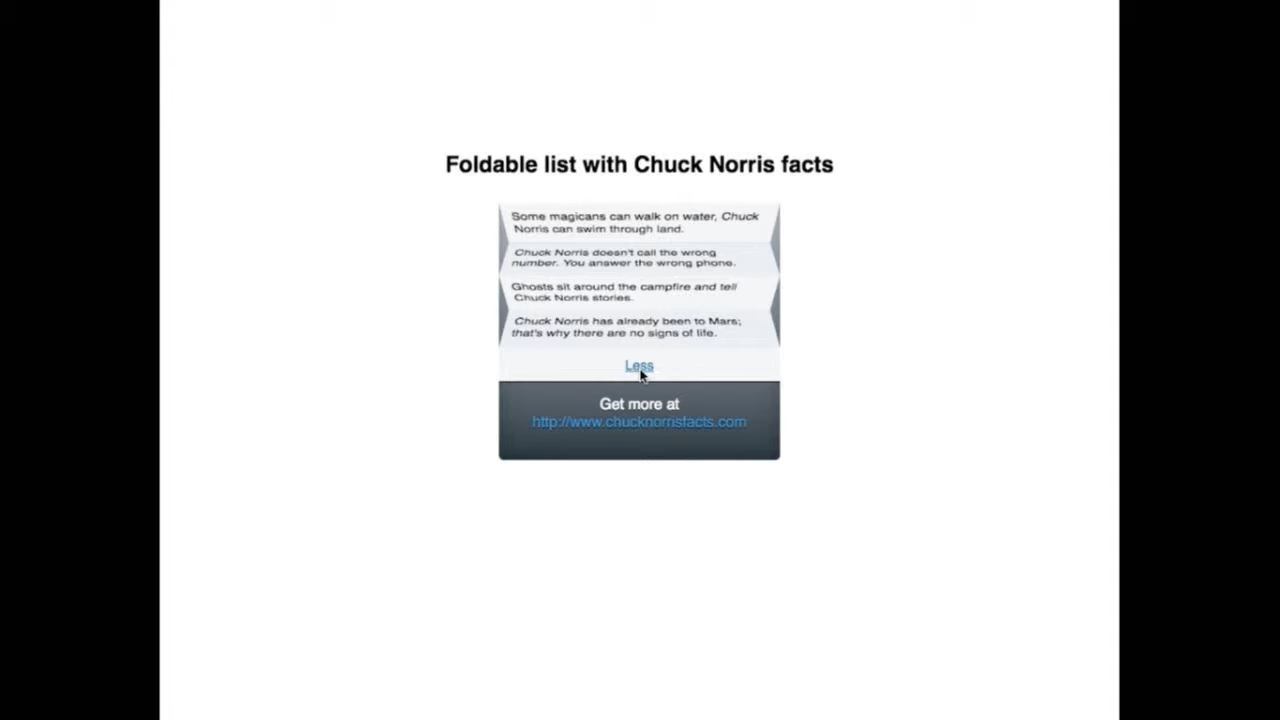 Foldable list with Chuck Norris facts
Some magicans can walk on water, Chuck
Norris can swim through land.
Chuck Norris doesn't call the wrong
number. You answer the wrong phone.
Ghosts sit around the campfire and tell
Chuck Norris stories.
Chuck Norris has already been to Mars;
that's why there are no signs of life.
Less
Get more at
http://www.chucknorrisfacts.com